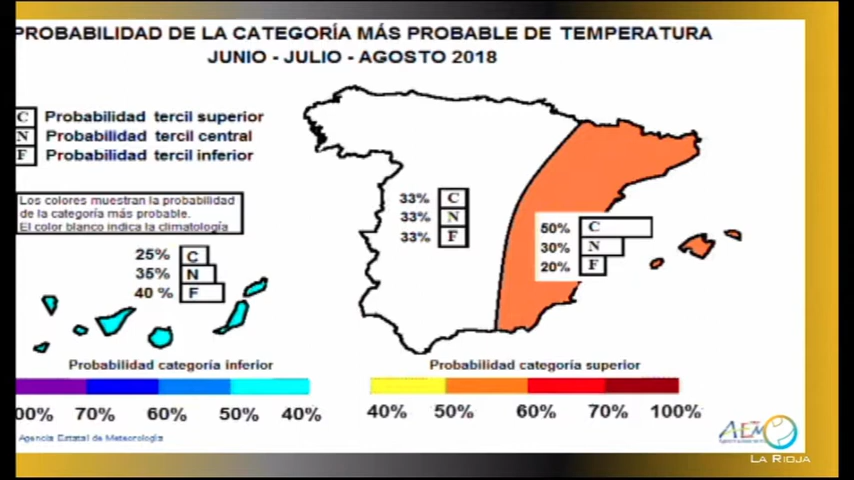 PROBABILIDAD DE LA CATEGORÍA MÁS PROBABLE DE TEMPERATURA
JUNIO - JULIO - AGOSTO 2018
C Probabilidad tercil superior
N Probabilidad tercil central
F Probabilidad tercil inferior
Los colores muestran la probabilidad
de la categoría más probable.
El color blanco indica la climatología
33% C
33% N
33% F
50% C
30% N
20% F
25% C
35% N
40 % F
Probabilidad categoría inferior
Probabilidad categoría superior
00% 70% 60% 50% 40%
40% 50% 60% 70% 100%
Agencia Estatal de Meteorología
AEM
LA RIOJA